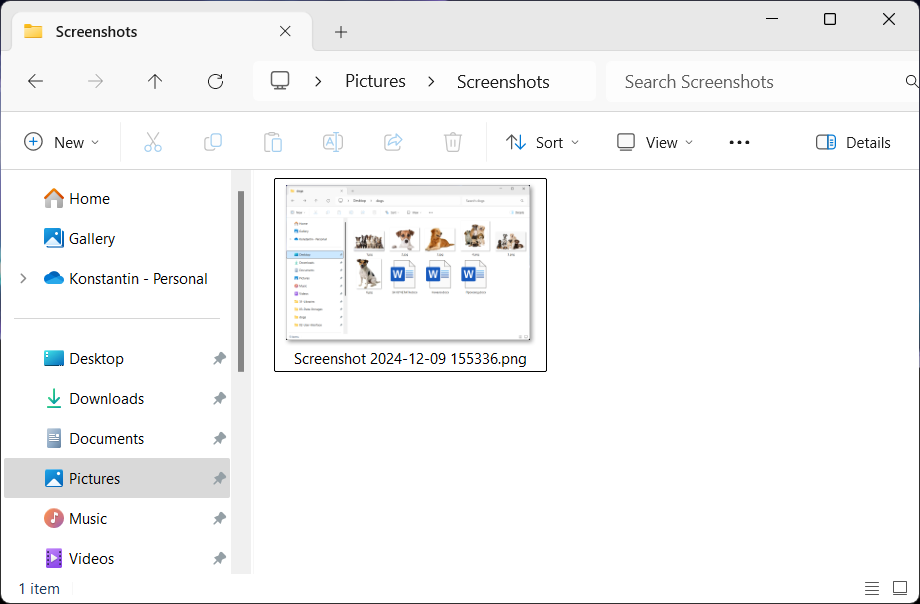 Screenshots
Pictures
Screenshots
Search Screenshots
New
Sort
View
Details
Home
Gallery
Konstantin - Personal
Desktop
Downloads
Documents
Pictures
Music
Videos
Screenshot 2024-12-09 155336.png
1 item